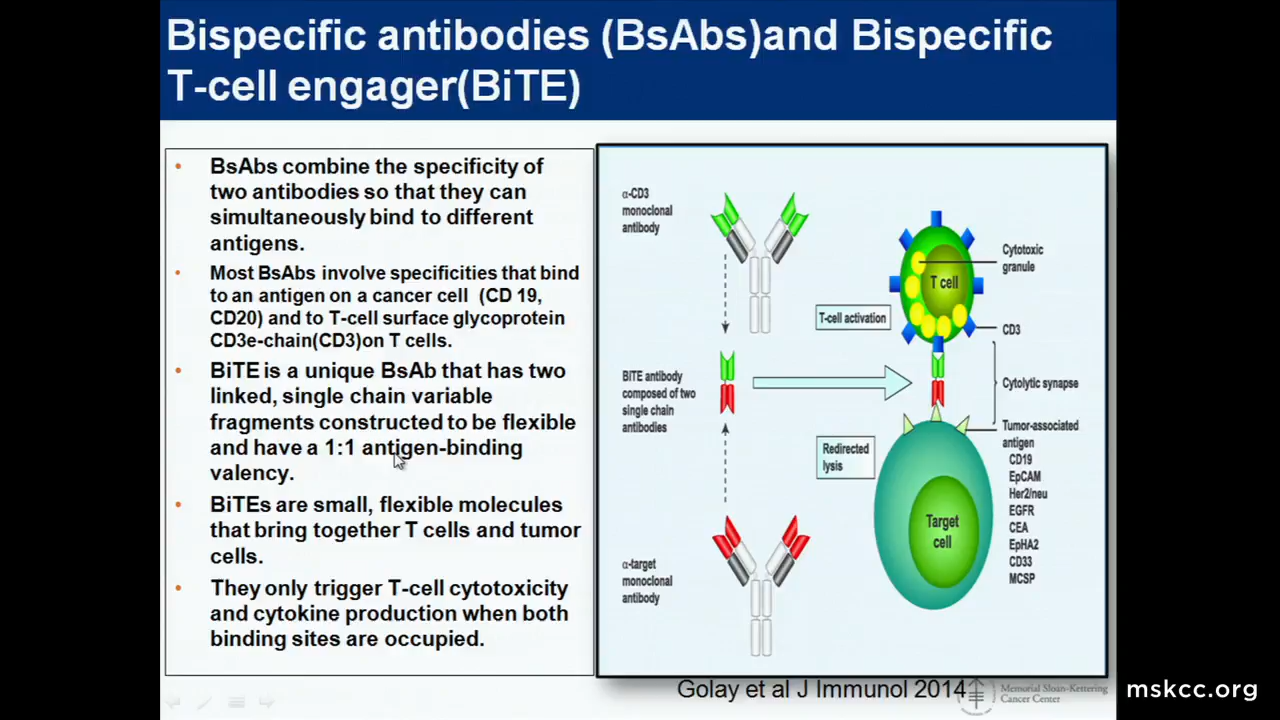 Bispecific antibodies (BsAbs)and Bispecific
T-cell engager(BiTE)
• BsAbs combine the specificity of
two antibodies so that they can
simultaneously bind to different
antigens.
• Most BsAbs involve specificities that bind
to an antigen on a cancer cell (CD 19,
CD20) and to T-cell surface glycoprotein
CD3e-chain(CD3)on T cells.
• BiTE is a unique BsAb that has two
linked, single chain variable
fragments constructed to be flexible
and have a 1:1 antigen-binding
valency.
• BiTEs are small, flexible molecules
that bring together T cells and tumor
cells.
• They only trigger T-cell cytotoxicity
and cytokine production when both
binding sites are occupied.
α-CD3
monoclonal
antibody
BITE antibody
composed of two
single chain
antibodies
α-target
monoclonal
antibody
T-cell activation
Redirected
lysis
T cell
Cytotoxic
granule
CD3
Cytolytic synapse
Tumor-associated
antigen
CD19
EpCAM
Her2/neu
EGFR
CEA
EpHA2
CD33
MCSP
Target
cell
Golay et al J Immunol 2014
Memorial Sloan-Kettering
Cancer Center
mskcc.org